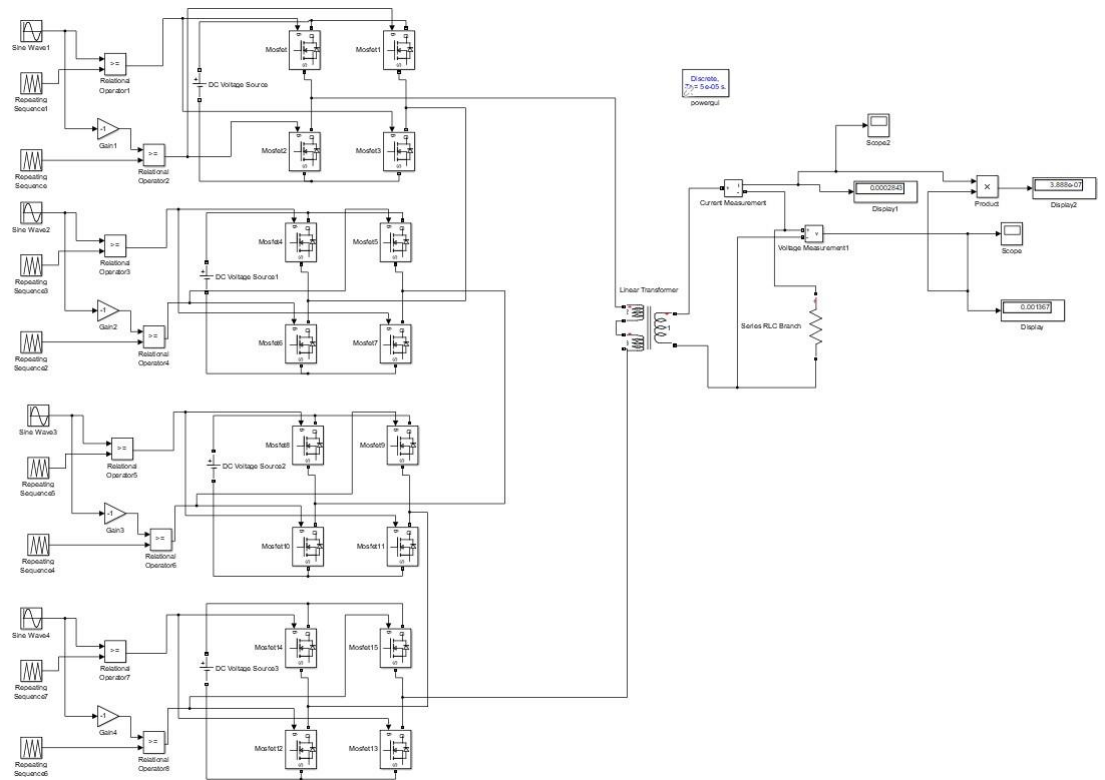 Sine Wave1
>=
Relational
Operator1
Repeating
Sequence1
-1
Gain1
>=
Relational
Operator2
Repeating
Sequence
DC Voltage Source
Mosfet
Mosfet1
Mosfet2
Mosfet3
Sine Wave2
>=
Relational
Operator3
Repeating
Sequence3
-1
Gain2
>=
Relational
Operator4
Repeating
Sequence2
DC Voltage Source1
Mosfet4
Mosfet5
Mosfet6
Mosfet7
Sine Wave3
>=
Relational
Operator5
Repeating
Sequence5
-1
Gain3
>=
Relational
Operator6
Repeating
Sequence4
DC Voltage Source2
Mosfet8
Mosfet9
Mosfet10
Mosfet11
Sine Wave4
>=
Relational
Operator7
Repeating
Sequence7
-1
Gain4
>=
Relational
Operator8
Repeating
Sequence6
DC Voltage Source3
Mosfet14
Mosfet15
Mosfet12
Mosfet13
Discrete,
= 5e-05 s.
powergui
Scope2
Current Measurement
0.0002843
Display1
×
Product
3.888e-07
Display2
Voltage Measurement1
Scope
Linear Transformer
Series RLC Branch
0.001367
Display